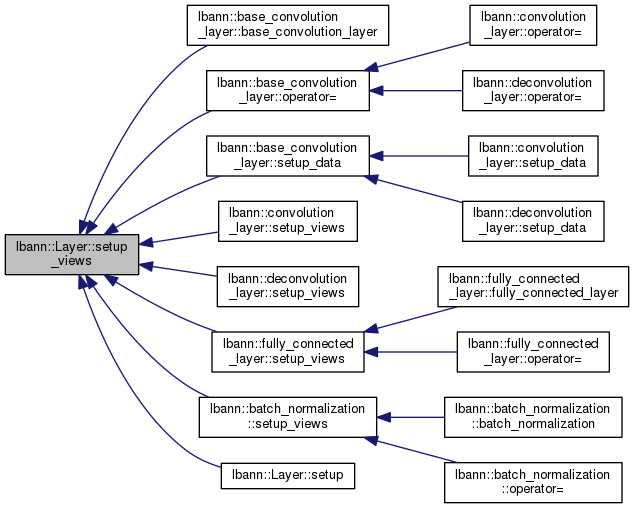 lbann::Layer::setup
_views
lbann::base_convolution
_layer::base_convolution_layer
lbann::base_convolution
_layer::operator=
lbann::base_convolution
_layer::setup_data
lbann::convolution
_layer::setup_views
lbann::deconvolution
_layer::setup_views
lbann::fully_connected
_layer::setup_views
lbann::batch_normalization
::setup_views
lbann::Layer::setup
lbann::convolution
_layer::operator=
lbann::deconvolution
_layer::operator=
lbann::convolution
_layer::setup_data
lbann::deconvolution
_layer::setup_data
lbann::fully_connected
_layer::fully_connected_layer
lbann::fully_connected
_layer::operator=
lbann::batch_normalization
::batch_normalization
lbann::batch_normalization
::operator=